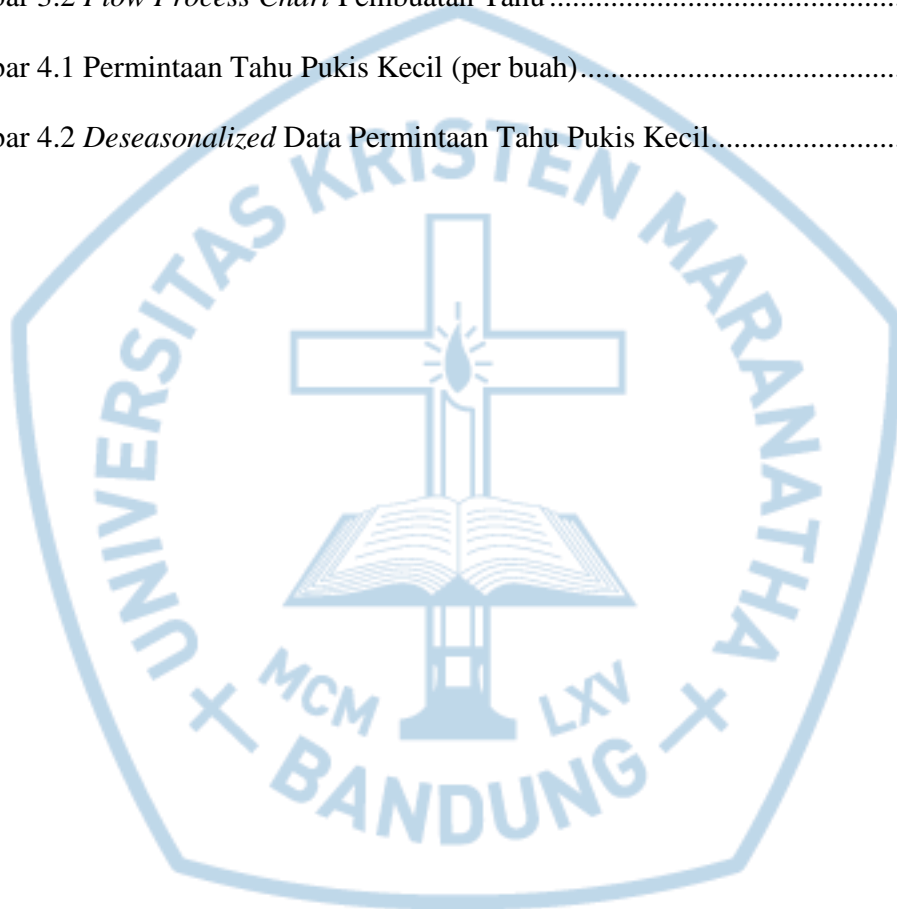 bar 3.2 Flow Process Chart Pembuatan Tahu
bar 4.1 Permintaan Tahu Pukis Kecil (per buah)
bar 4.2 Deseasonalized Data Permintaan Tahu Pukis Kecil
UNIVERSITAS KRISTEN MARANATHA
MCM LXV
BANDUNG